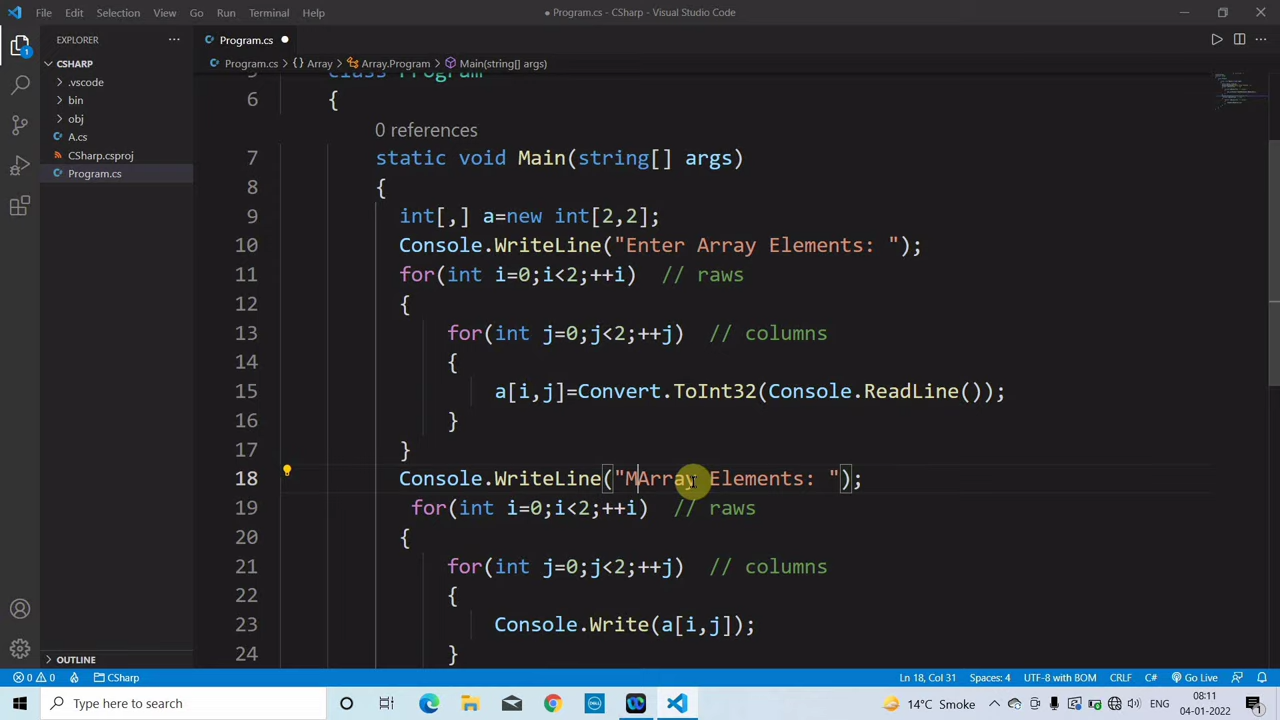 File Edit Selection View Go Run Terminal Help
● Program.cs - CSharp - Visual Studio Code
EXPLORER
Program.cs
CSHARP
Program.cs > {} Array > Array.Program > Main(string[] args)
.vscode
bin
obj
A.cs
CSharp.csproj
Program.cs
class Program
6 {
0 references
7 static void Main(string[] args)
8 {
9 int[,] a=new int[2,2];
10 Console.WriteLine("Enter Array Elements: ");
11 for(int i=0;i<2;++i) // raws
12 {
13 for(int j=0;j<2;++j) // columns
14 {
15 a[i,j]=Convert.ToInt32(Console.ReadLine());
16 }
17 }
18 Console.WriteLine("MArray Elements: ");
19 for(int i=0;i<2;++i) // raws
20 {
21 for(int j=0;j<2;++j) // columns
22 {
23 Console.Write(a[i,j]);
24 }
OUTLINE
0 0 CSharp Ln 18, Col 31 Spaces: 4 UTF-8 with BOM CRLF C# Go Live
Type here to search
14°C Smoke
ENG
08:11
04-01-2022